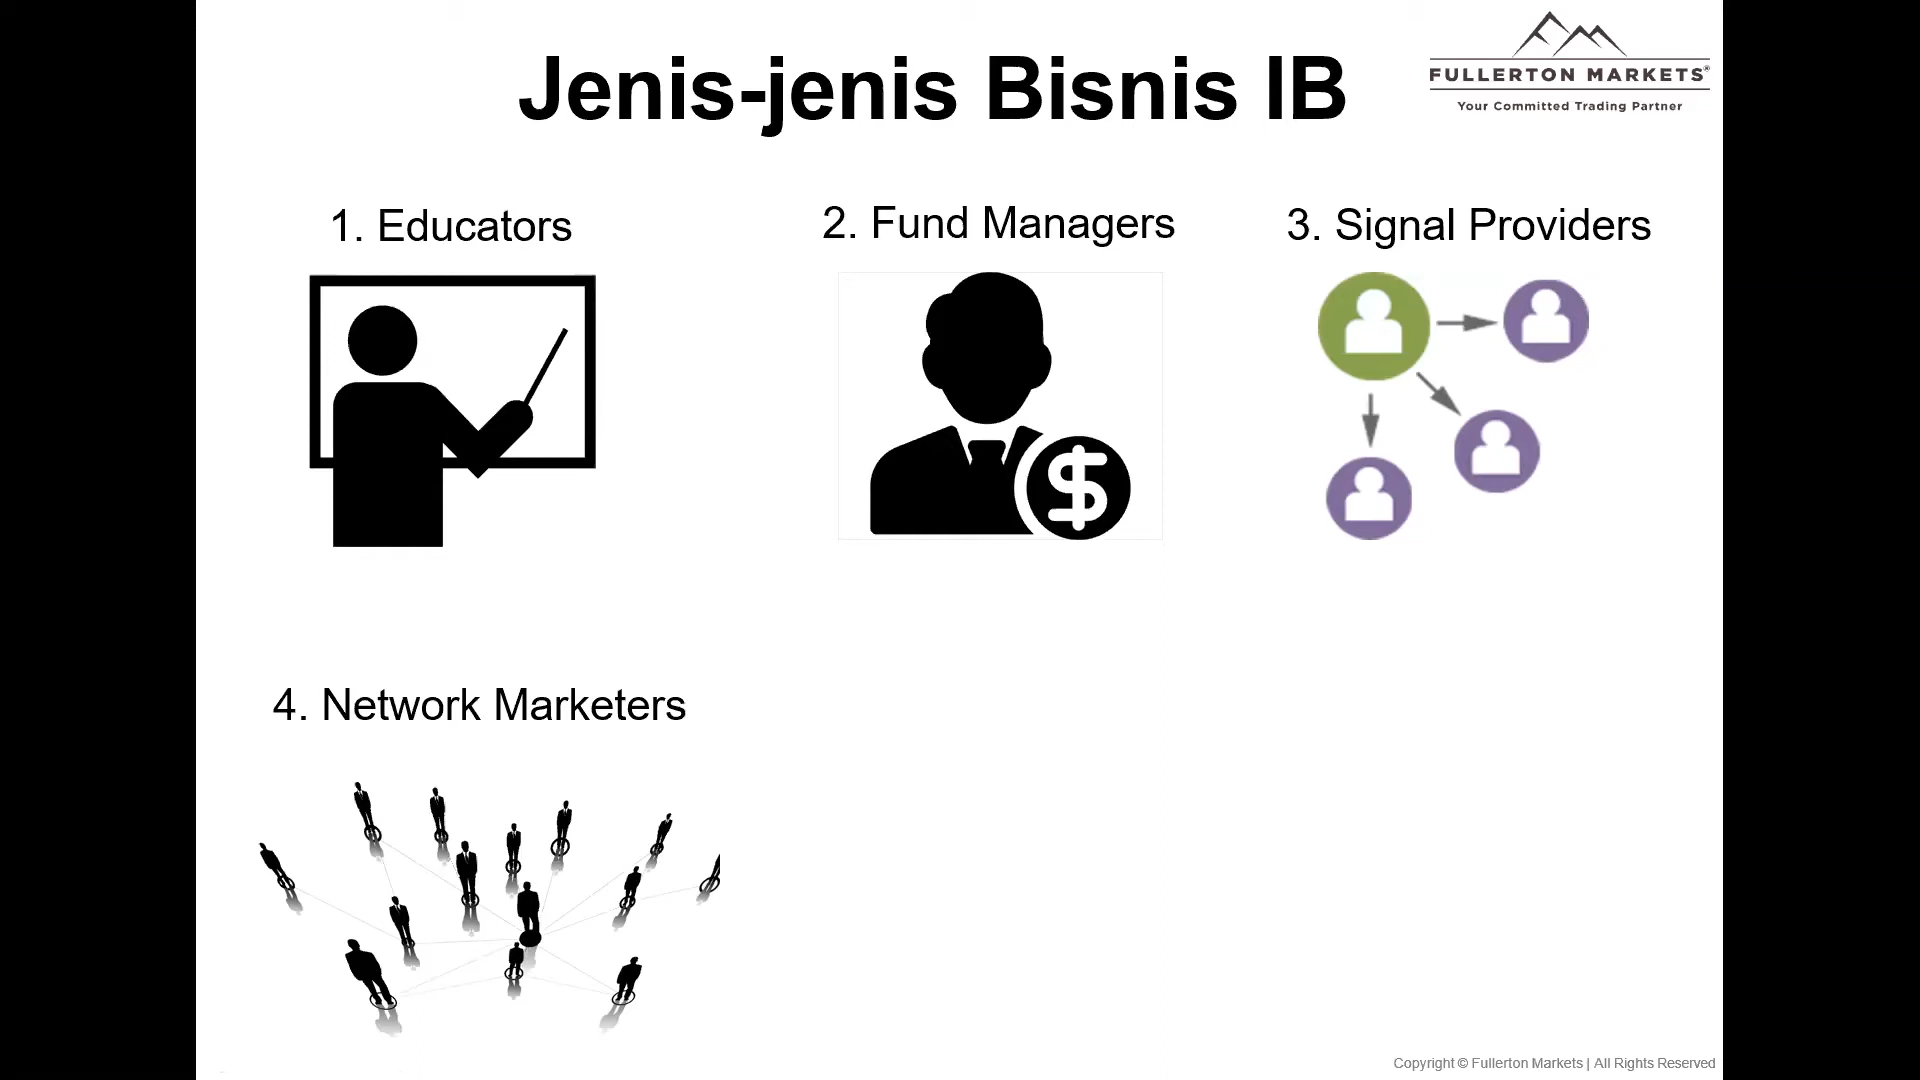 Jenis-jenis Bisnis IB
FULLERTON MARKETS®
Your Committed Trading Partner
1. Educators
2. Fund Managers
3. Signal Providers
$
4. Network Marketers
Copyright © Fullerton Markets | All Rights Reserved